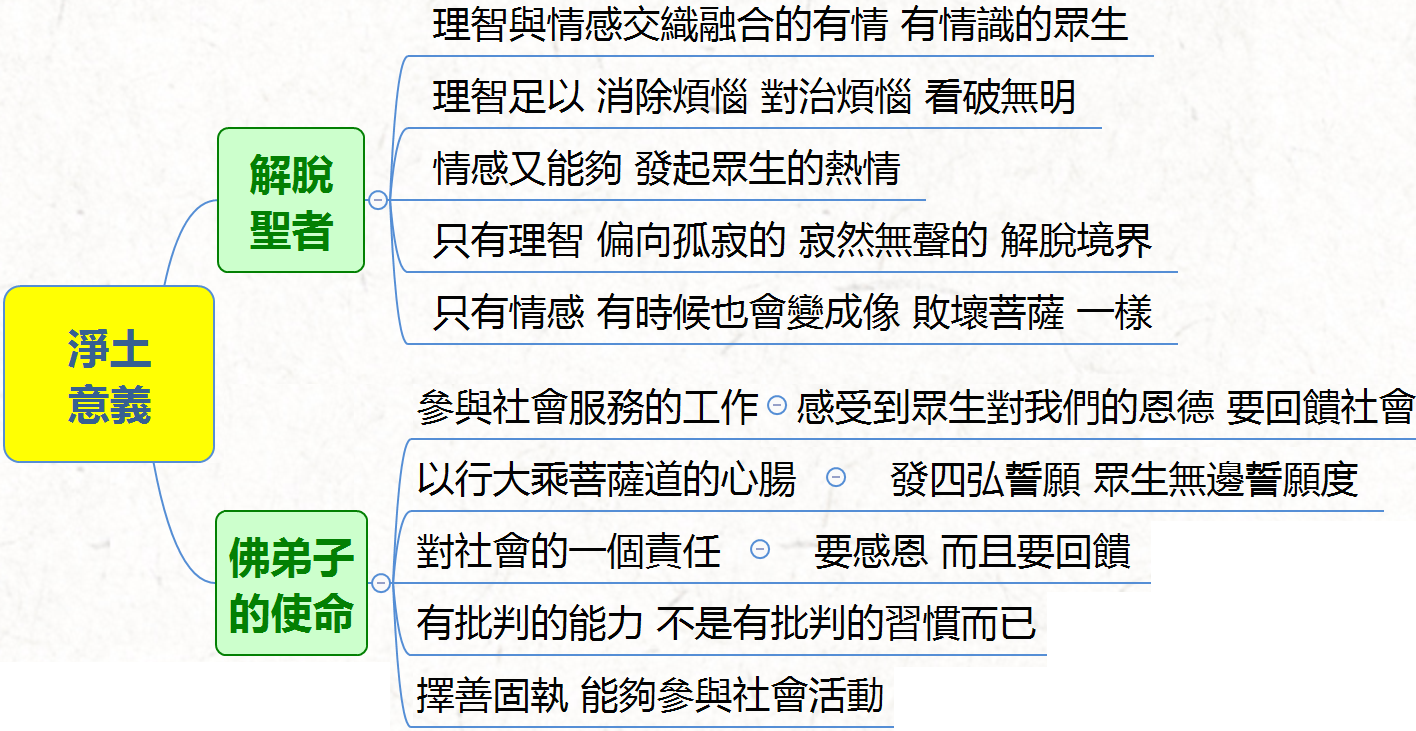 淨土
意義
解脫
聖者
理智與情感交織融合的有情 有情識的眾生
理智足以 消除煩惱 對治煩惱 看破無明
情感又能夠 發起眾生的熱情
只有理智 偏向孤寂的 寂然無聲的 解脫境界
只有情感 有時候也會變成像 敗壞菩薩 一樣
佛弟子
的使命
參與社會服務的工作 感受到眾生對我們的恩德 要回饋社會
以行大乘菩薩道的心腸 發四弘誓願 眾生無邊誓願度
對社會的一個責任 要感恩 而且要回饋
有批判的能力 不是有批判的習慣而已
擇善固執 能夠參與社會活動